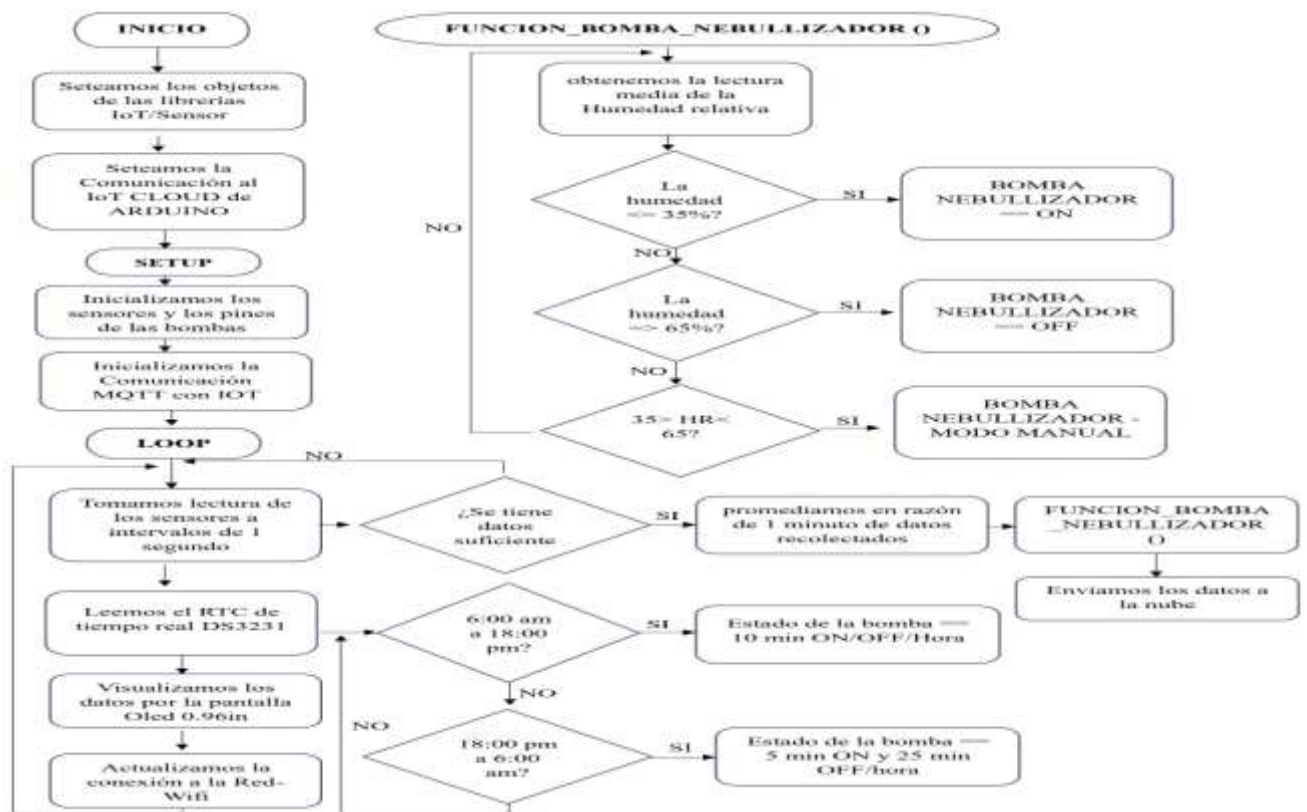 INICIO
Seteamos los objetos
de las librerias
IoT/Sensor
Seteamos la
Comunicación al
IoT CLOUD de
ARDUINO
SETUP
Inicializamos los
sensores y los pines
de las bombas
Inicializamos la
Comunicación
MQTT con IOT
LOOP
Tomamos lectura de
los sensores a
intervalos de 1
segundo
Leemos el RTC de
tiempo real DS3231
Visualizamos los
datos por la pantalla
Oled 0.96in
Actualizamos la
conexión a la Red-
Wifi
FUNCION_BOMBA_NEBULLIZADOR ()
obtenemos la lectura
media de la
Humedad relativa
La
humedad
<= 35%?
SI
BOMBA
NEBULLIZADOR
== ON
NO
NO
La
humedad
=> 65%?
SI
BOMBA
NEBULLIZADOR
== OFF
NO
35> HR<
65?
SI
BOMBA
NEBULLIZADOR -
MODO MANUAL
NO
¿Se tiene
datos
suficiente
SI
promediamos en razón
de 1 minuto de datos
recolectados
FUNCION_BOMBA
_NEBULLIZADOR
()
Enviamos los datos a
la nube
6:00 am
a 18:00
pm?
SI
Estado de la bomba ==
10 min ON/OFF/Hora
NO
NO
18:00 pm
a 6:00
am?
SI
Estado de la bomba ==
5 min ON y 25 min
OFF/hora